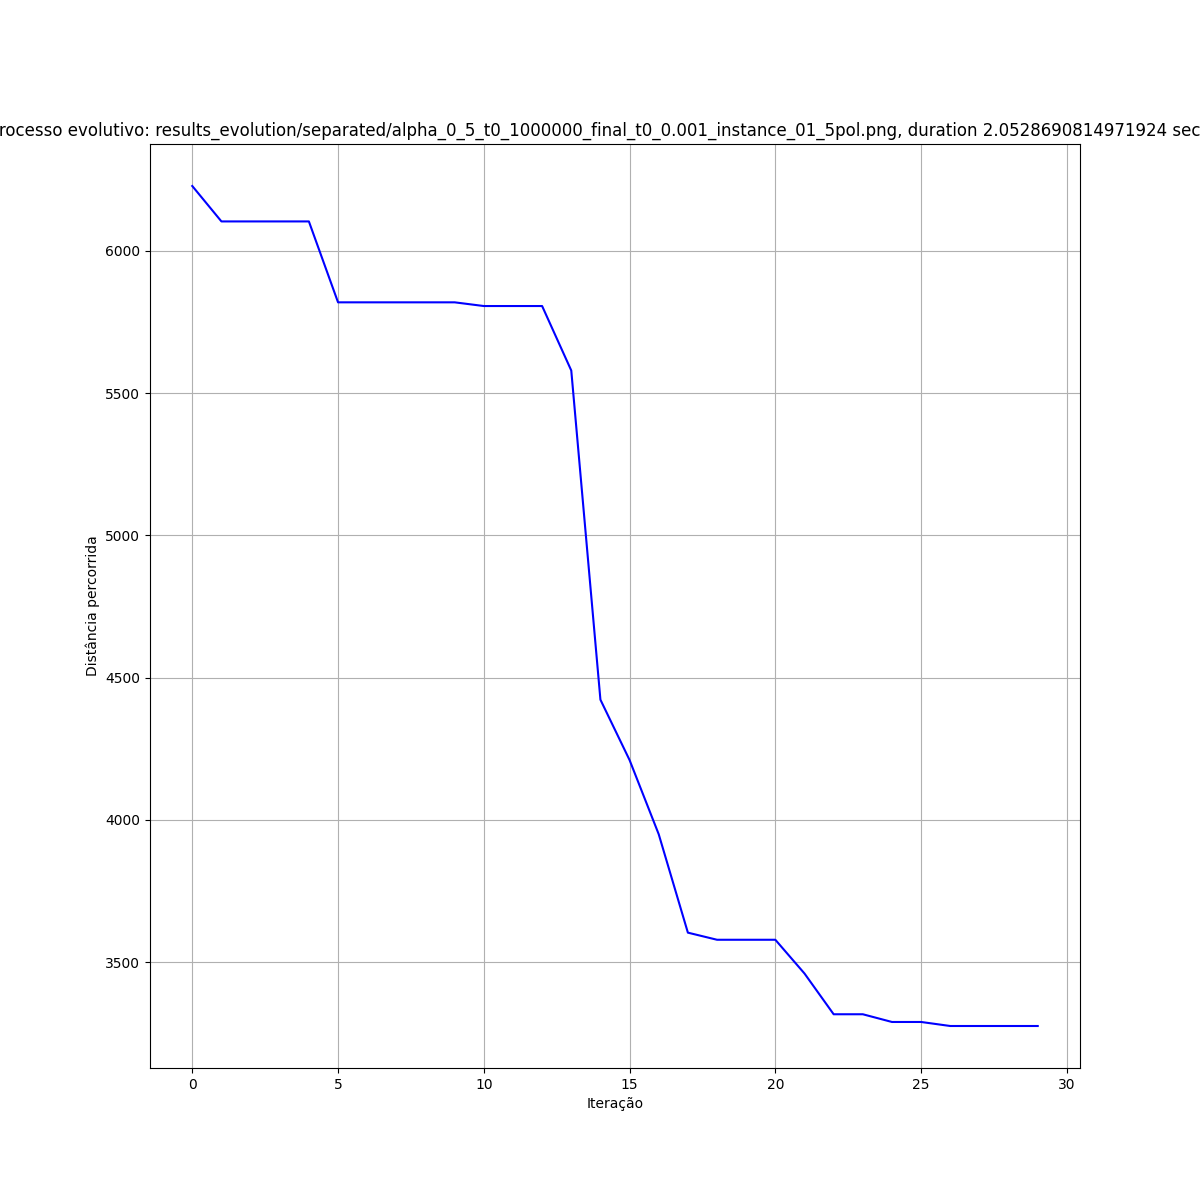 rocesso evolutivo: results_evolution/separated/alpha_0_5_t0_1000000_final_t0_0.001_instance_01_5pol.png, duration 2.0528690814971924 sec
6000
5500
5000
4500
4000
3500
Distância percorrida
0 5 10 15 20 25 30
Iteração